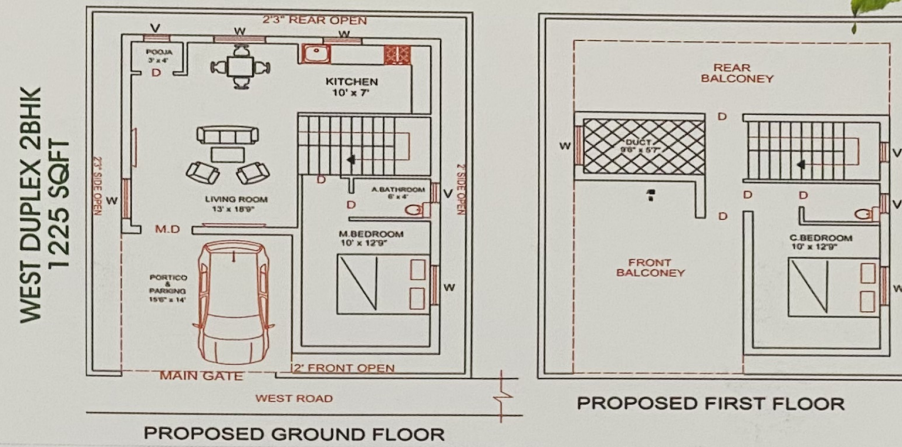 WEST DUPLEX 2BHK
1225 SQFT
2'3" REAR OPEN
V
W
W
POOJA
3' x 4'
D
KITCHEN
10' x 7'
2'3" SIDE OPEN
W
LIVING ROOM
13' x 18'9"
D
A.BATHROOM
6' x 4'
D
V
2' SIDE OPEN
M.D
M.BEDROOM
10' x 12'9"
W
PORTICO
&
PARKING
15'6" x 14'
2' FRONT OPEN
MAIN GATE
WEST ROAD
PROPOSED GROUND FLOOR
REAR
BALCONEY
D
W
DUCT
9'6" x 5'7"
V
D
D
D
V
FRONT
BALCONEY
C.BEDROOM
10' x 12'9"
W
PROPOSED FIRST FLOOR